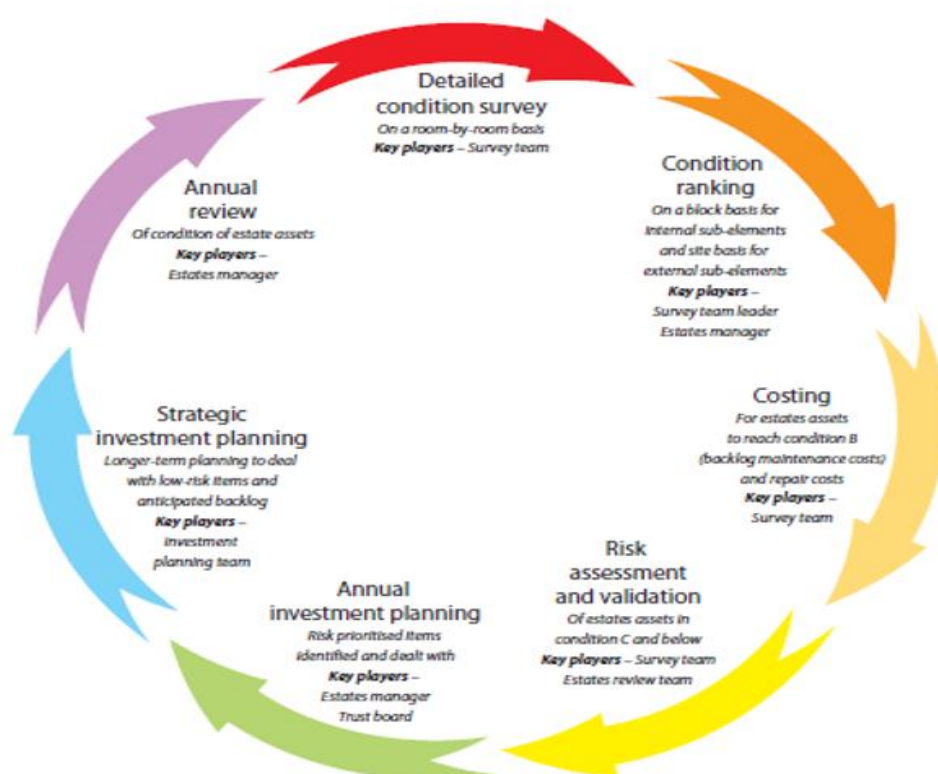 Detailed
condition survey
On a room-by-room basis
Key players – Survey team
Condition
ranking
On a block basis for
internal sub-elements
and site basis for
external sub-elements
Key players –
Survey team leader
Estates manager
Costing
For estates assets
to reach condition B
(backlog maintenance costs)
and repair costs
Key players –
Survey team
Risk
assessment
and validation
Of estates assets in
condition C and below
Key players – Survey team
Estates review team
Annual
investment planning
Risk prioritised items
identified and dealt with
Key players –
Estates manager
Trust board
Strategic
investment planning
Longer-term planning to deal
with low-risk items and
anticipated backlog
Key players –
Investment
planning team
Annual
review
Of condition of estate assets
Key players –
Estates manager